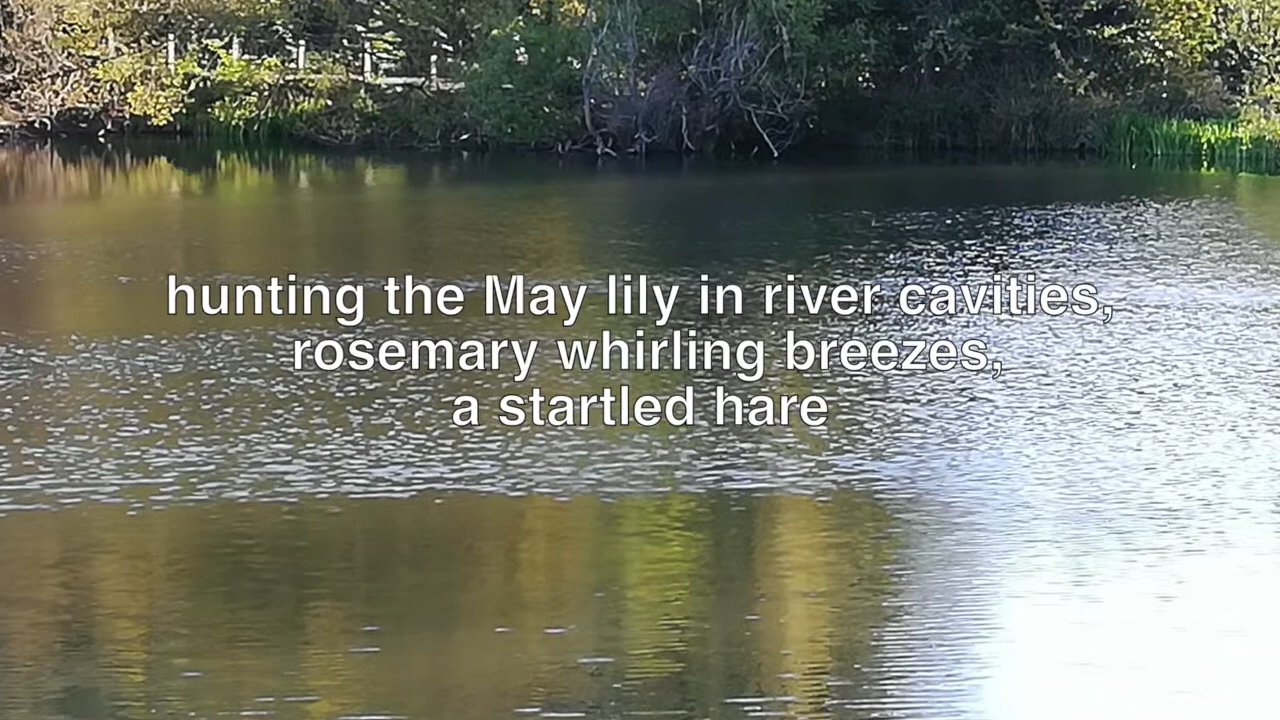 hunting the May lily in river cavities,
rosemary whirling breezes,
a startled hare